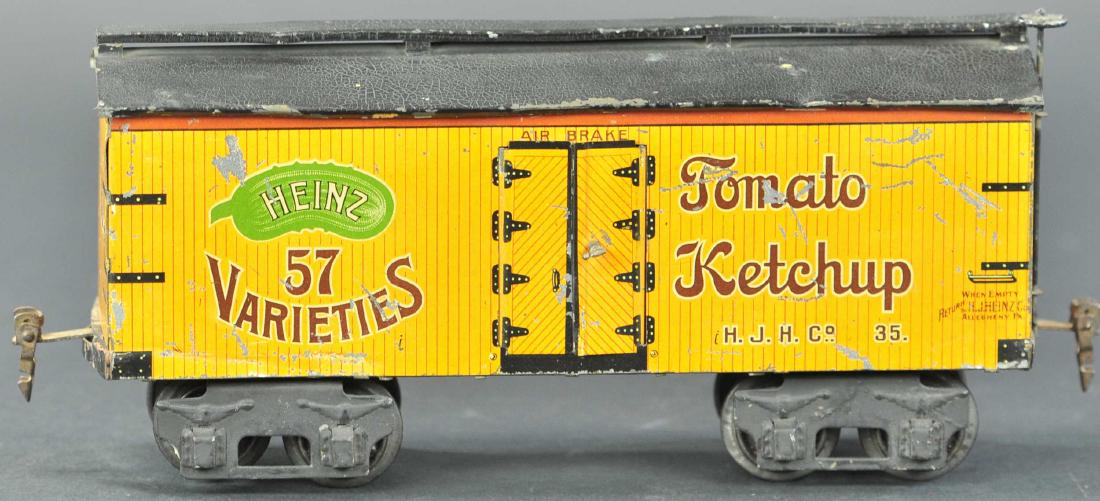 AIR BRAKE
HEINZ
57
VARIETIES
Tomato
Ketchup
H. J. H. Co. 35.
WHEN EMPTY
RETURN TO H.J. HEINZ Co.
ALLEGHENY PA.